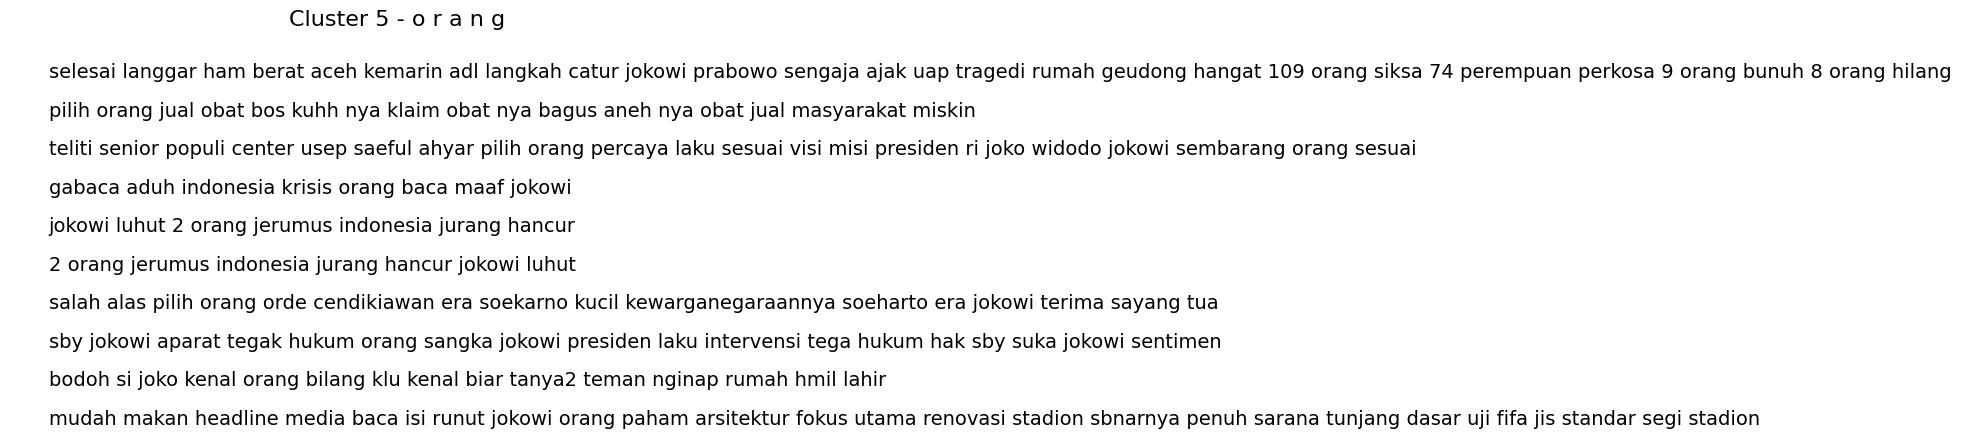 Cluster 5 - o r a n g
selesai langgar ham berat aceh kemarin adl langkah catur jokowi prabowo sengaja ajak uap tragedi rumah geudong hangat 109 orang siksa 74 perempuan perkosa 9 orang bunuh 8 orang hilang
pilih orang jual obat bos kuhh nya klaim obat nya bagus aneh nya obat jual masyarakat miskin
teliti senior populi center usep saeful ahyar pilih orang percaya laku sesuai visi misi presiden ri joko widodo jokowi sembarang orang sesuai
gabaca aduh indonesia krisis orang baca maaf jokowi
jokowi luhut 2 orang jerumus indonesia jurang hancur
2 orang jerumus indonesia jurang hancur jokowi luhut
salah alas pilih orang orde cendikiawan era soekarno kucil kewarganegaraannya soeharto era jokowi terima sayang tua
sby jokowi aparat tegak hukum orang sangka jokowi presiden laku intervensi tega hukum hak sby suka jokowi sentimen
bodoh si joko kenal orang bilang klu kenal biar tanya2 teman nginap rumah hmil lahir
mudah makan headline media baca isi runut jokowi orang paham arsitektur fokus utama renovasi stadion sbnarnya penuh sarana tunjang dasar uji fifa jis standar segi stadion